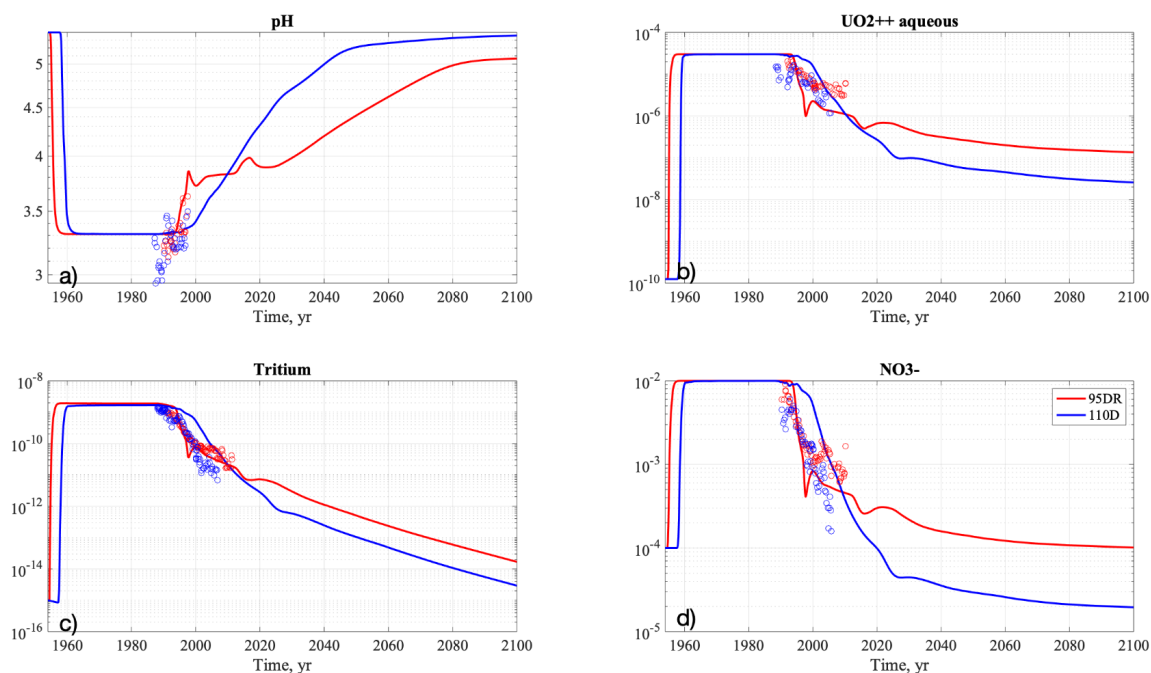 pH
5
4.5
4
3.5
3
a)
1960 1980 2000 2020 2040 2060 2080 2100
Time, yr
UO2++ aqueous
10-4
10-6
10-8
10-10
b)
1960 1980 2000 2020 2040 2060 2080 2100
Time, yr
Tritium
10-8
10-10
10-12
10-14
10-16
c)
1960 1980 2000 2020 2040 2060 2080 2100
Time, yr
NO3-
10-2
10-3
10-4
10-5
95DR
110D
d)
1960 1980 2000 2020 2040 2060 2080 2100
Time, yr